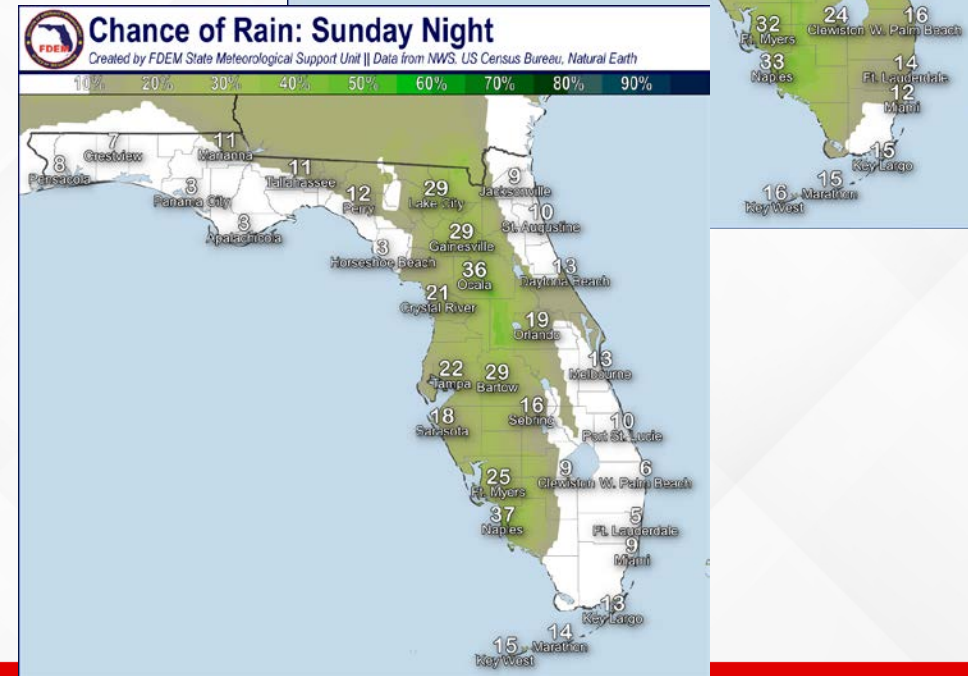 Chance of Rain: Sunday Night
FDEM
Created by FDEM State Meteorological Support Unit || Data from NWS, US Census Bureau, Natural Earth
10% 20% 30% 40% 50% 60% 70% 80% 90%
7
Crestview
11
Marianna
8
Pensacola
11
Tallahassee
3
Panama City
12
Perry
29
Lake City
9
Jacksonville
3
Apalachicola
10
St. Augustine
29
Gainesville
3
Horseshoe Beach
36
Ocala
13
Daytona Beach
21
Crystal River
19
Orlando
22
Tampa
29
Bartow
13
Melbourne
18
Sarasota
16
Sebring
10
Port St. Lucie
25
Ft. Myers
9
Clewiston
6
W. Palm Beach
37
Naples
5
Ft. Lauderdale
9
Miami
13
Key Largo
14
Marathon
15
Key West
32
Ft. Myers
24
Clewiston
16
W. Palm Beach
33
Naples
14
Ft. Lauderdale
12
Miami
15
Key Largo
15
Marathon
16
Key West